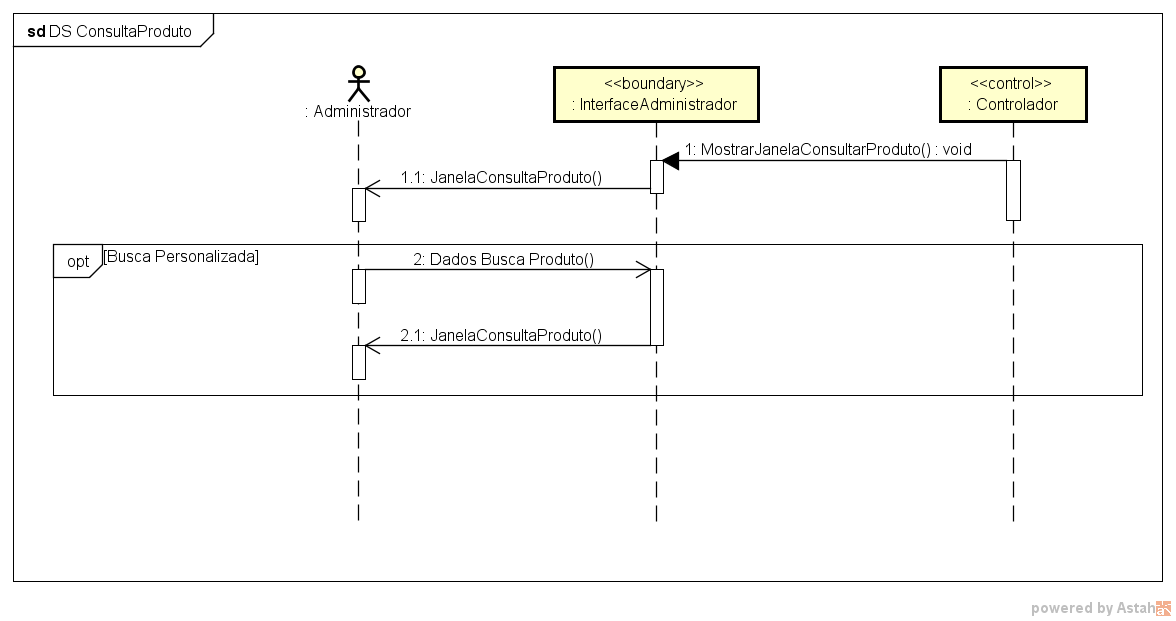 sd DS ConsultaProduto
: Administrador
<<boundary>>
: InterfaceAdministrador
<<control>>
: Controlador
1: MostrarJanelaConsultarProduto() : void
1.1: JanelaConsultaProduto()
opt
[Busca Personalizada]
2: Dados Busca Produto()
2.1: JanelaConsultaProduto()
powered by Astah